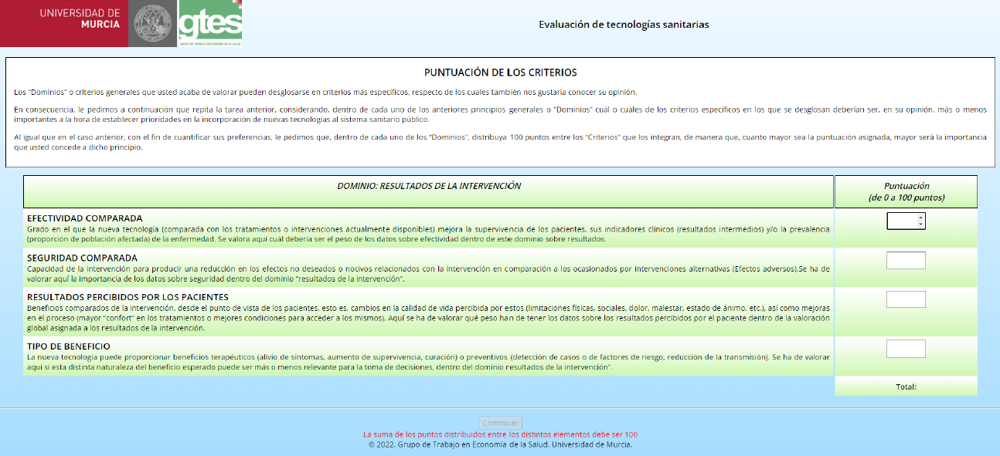 UNIVERSIDAD DE
MURCIA
gtes
GRUPO DE TRABAJO EN ECONOMÍA DE LA SALUD
Evaluación de tecnologías sanitarias
PUNTUACIÓN DE LOS CRITERIOS
Los “Dominios” o criterios generales que usted acaba de valorar pueden desglosarse en criterios más específicos, respecto de los cuales también nos gustaría conocer su opinión.
En consecuencia, le pedimos a continuación que repita la tarea anterior, considerando, dentro de cada uno de los anteriores principios generales o “Dominios” cuál o cuáles de los criterios específicos en los que se desglosan deberían ser, en su opinión, más o menos
importantes a la hora de establecer prioridades en la incorporación de nuevas tecnologías al sistema sanitario público.
Al igual que en el caso anterior, con el fin de cuantificar sus preferencias, le pedimos que, dentro de cada uno de los “Dominios”, distribuya 100 puntos entre los “Criterios” que los integran, de manera que, cuanto mayor sea la puntuación asignada, mayor será la importancia
que usted concede a dicho principio.
DOMINIO: RESULTADOS DE LA INTERVENCIÓN
Puntuación
(de 0 a 100 puntos)
EFECTIVIDAD COMPARADA
Grado en el que la nueva tecnología (comparada con los tratamientos o intervenciones actualmente disponibles) mejora la supervivencia de los pacientes, sus indicadores clínicos (resultados intermedios) y/o la prevalencia
(proporción de población afectada) de la enfermedad. Se valora aquí cuál debería ser el peso de los datos sobre efectividad dentro de este dominio sobre resultados.
SEGURIDAD COMPARADA
Capacidad de la intervención para producir una reducción en los efectos no deseados o nocivos relacionados con la intervención en comparación a los ocasionados por intervenciones alternativas (Efectos adversos).Se ha de
valorar aquí la importancia de los datos sobre seguridad dentro del dominio “resultados de la intervención”.
RESULTADOS PERCIBIDOS POR LOS PACIENTES
Beneficios comparados de la intervención, desde el punto de vista de los pacientes, esto es, cambios en la calidad de vida percibida por estos (limitaciones físicas, sociales, dolor, malestar, estado de ánimo, etc.), así como mejoras
en el proceso (mayor “confort” en los tratamientos o mejores condiciones para acceder a los mismos). Aquí se ha de valorar qué peso han de tener los datos sobre los resultados percibidos por el paciente dentro de la valoración
global asignada a los resultados de la intervención.
TIPO DE BENEFICIO
La nueva tecnología puede proporcionar beneficios terapéuticos (alivio de síntomas, aumento de supervivencia, curación) o preventivos (detección de casos o de factores de riesgo, reducción de la transmisión). Se ha de valorar
aquí si esta distinta naturaleza del beneficio esperado puede ser más o menos relevante para la toma de decisiones, dentro del dominio resultados de la intervención”.
Total:
Continuar
La suma de los puntos distribuidos entre los distintos elementos debe ser 100
© 2022. Grupo de Trabajo en Economía de la Salud. Universidad de Murcia.